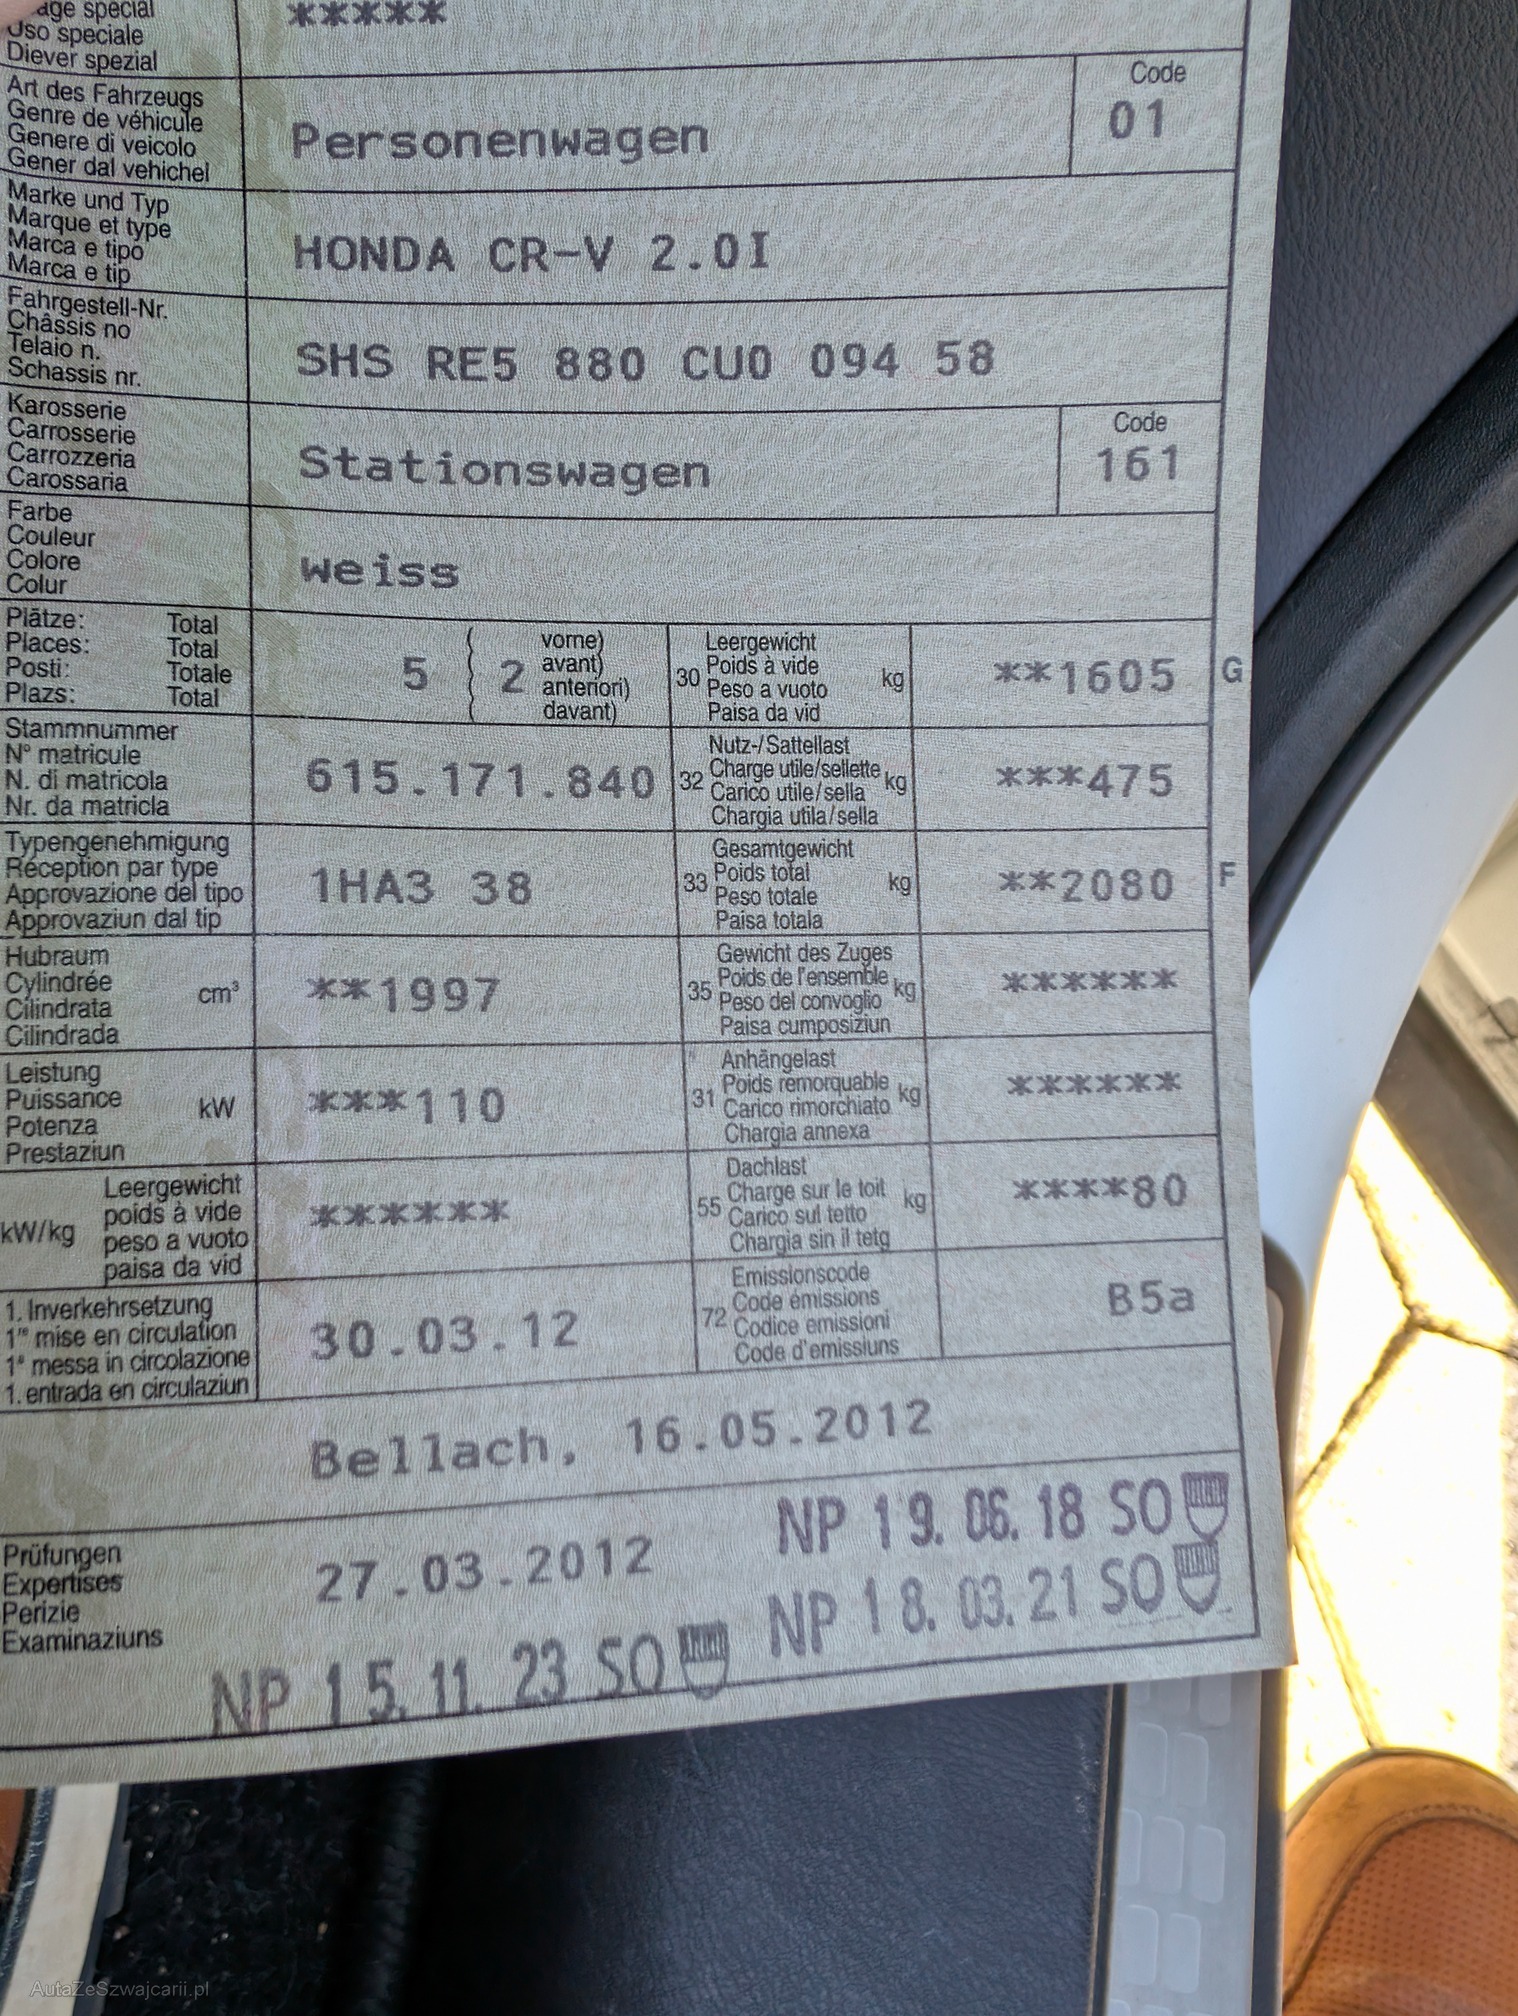 age special
Uso speciale
Diever spezial
*****
Art des Fahrzeugs
Genre de véhicule
Genere di veicolo
Gener dal vehichel
Personenwagen
Code
01
Marke und Typ
Marque et type
Marca e tipo
Marca e tip
HONDA CR-V 2.0I
Fahrgestell-Nr.
Châssis no
Telaio n.
Schassis nr.
SHS RE5 880 CU0 094 58
Karosserie
Carrosserie
Carrozzeria
Carossaria
Stationswagen
Code
161
Farbe
Couleur
Colore
Colur
weiss
Plätze: Total
Places: Total
Posti: Totale
Plazs: Total
5 ( 2
vorne)
avant)
anteriori)
davant)
30 Leergewicht
Poids à vide
Peso a vuoto kg
Paisa da vid
**1605
G
Stammnummer
N° matricule
N. di matricola
Nr. da matricla
615.171.840
32 Nutz-/Sattellast
Charge utile/sellette kg
Carico utile/sella
Chargia utila/sella
***475
Typengenehmigung
Réception par type
Approvazione del tipo
Approvaziun dal tip
1HA3 38
33 Gesamtgewicht
Poids total
Peso totale kg
Paisa totala
**2080
F
Hubraum
Cylindrée cm³
Cilindrata
Cilindrada
**1997
35 Gewicht des Zuges
Poids de l'ensemble kg
Peso del convoglio
Paisa cumposiziun
******
Leistung
Puissance kW
Potenza
Prestaziun
***110
31 Anhängelast
Poids remorquable kg
Carico rimorchiato
Chargia annexa
******
kW/kg
Leergewicht
poids à vide
peso a vuoto
paisa da vid
******
55 Dachlast
Charge sur le toit kg
Carico sul tetto
Chargia sin il tetg
****80
1. Inverkehrsetzung
1re mise en circulation
1a messa in circolazione
1. entrada en circulaziun
30.03.12
72 Emissionscode
Code émissions
Codice emissioni
Code d'emissiuns
B5a
Bellach, 16.05.2012
Prüfungen
Expertises
Perizie
Examinaziuns
27.03.2012
NP 19. 06. 18 SO
NP 18. 03. 21 SO
NP 15. 11. 23 SO
AutaZeSzwajcarii.pl